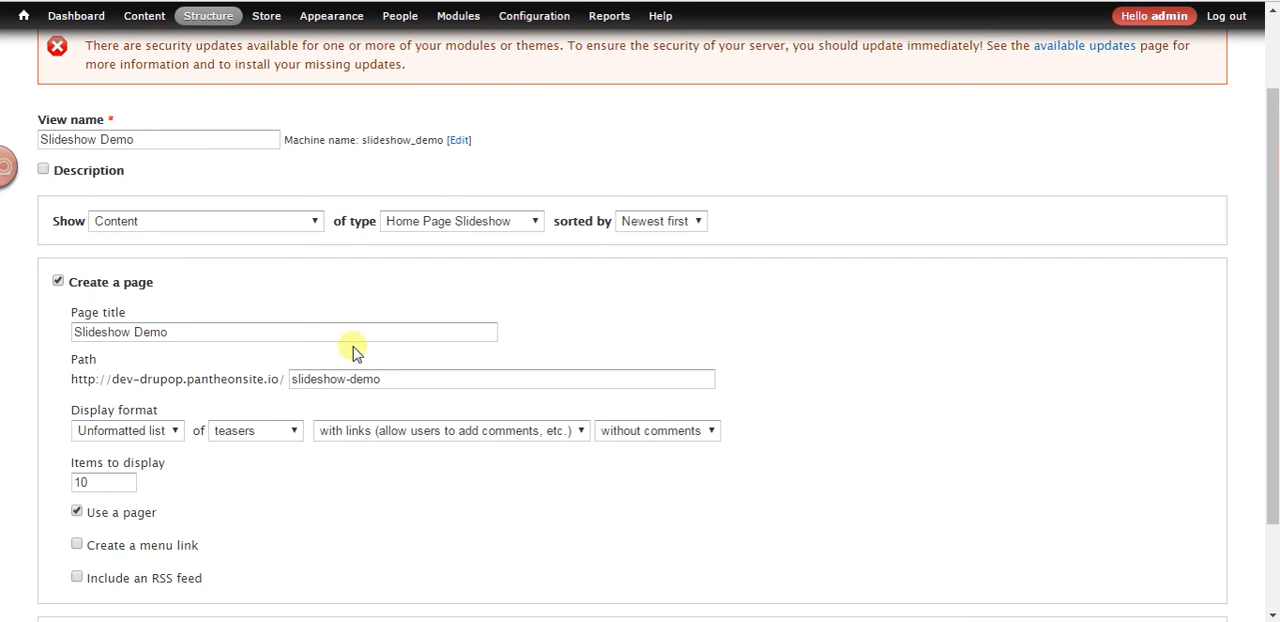 Dashboard Content Structure Store Appearance People Modules Configuration Reports Help Hello admin Log out
There are security updates available for one or more of your modules or themes. To ensure the security of your server, you should update immediately! See the available updates page for
more information and to install your missing updates.
View name *
Slideshow Demo Machine name: slideshow_demo [Edit]
Description
Show Content of type Home Page Slideshow sorted by Newest first
Create a page
Page title
Slideshow Demo
Path
http://dev-drupop.pantheonsite.io/ slideshow-demo
Display format
Unformatted list of teasers with links (allow users to add comments, etc.) without comments
Items to display
10
Use a pager
Create a menu link
Include an RSS feed